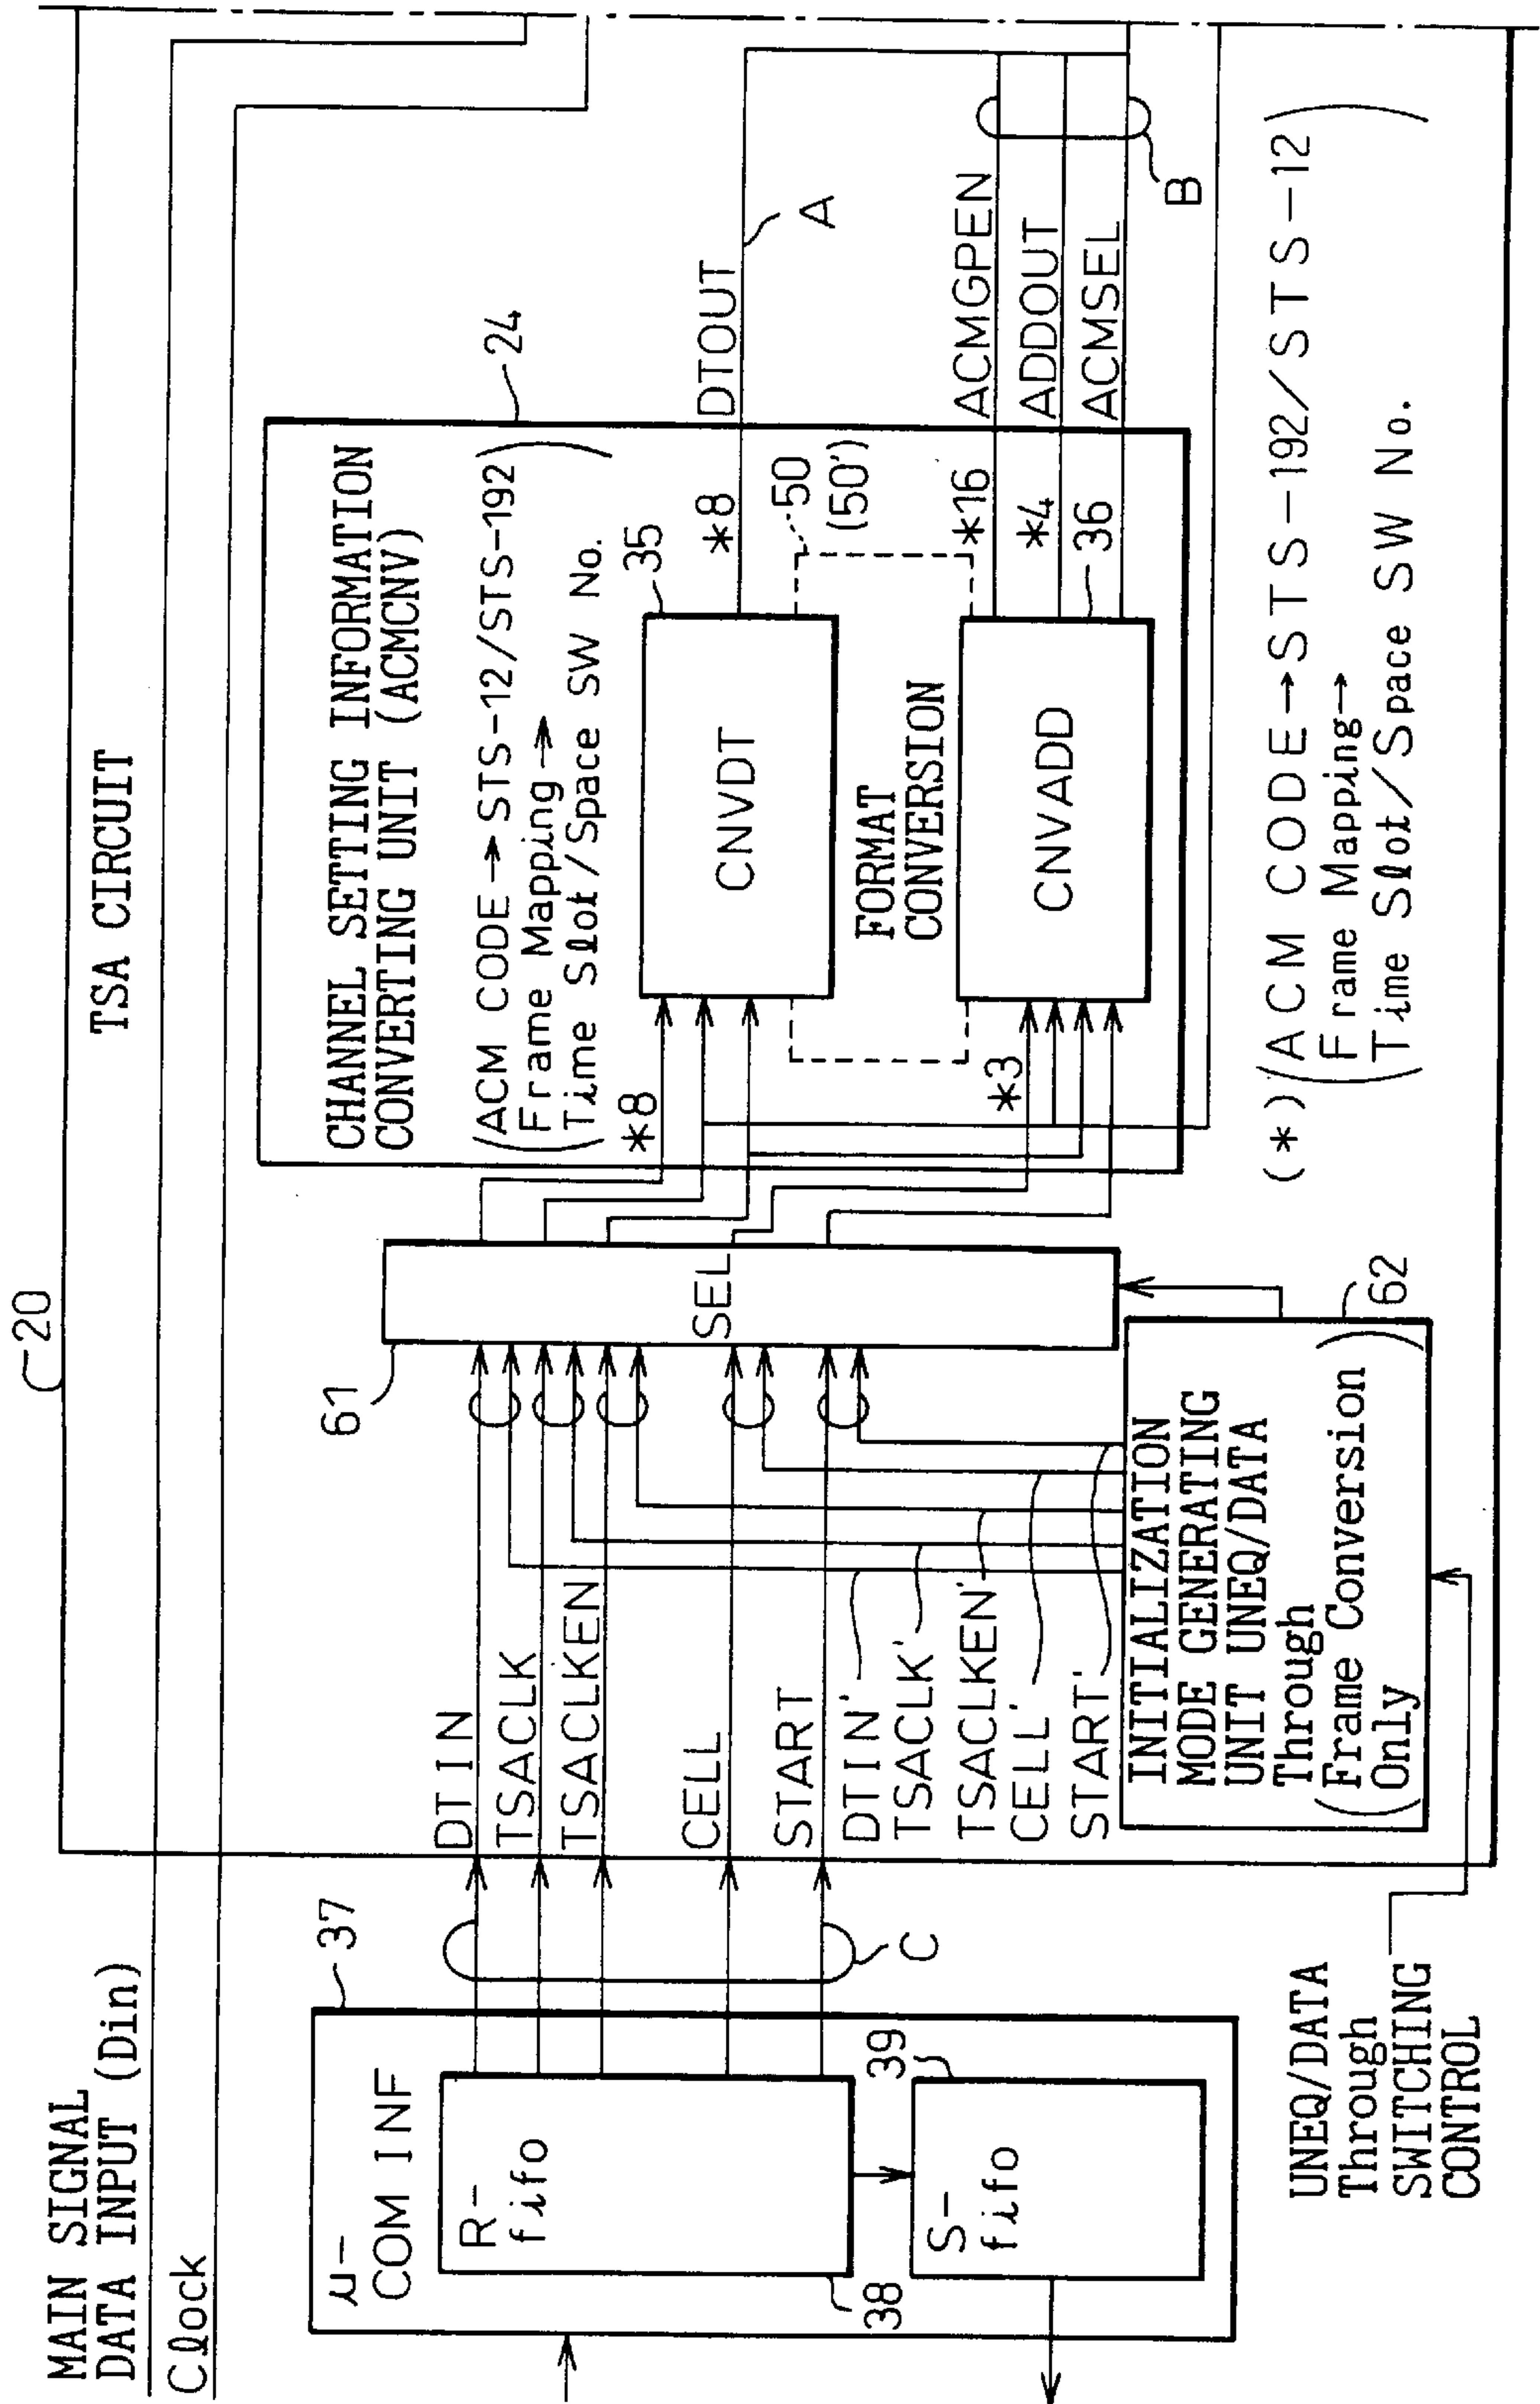 20
TSA CIRCUIT
MAIN SIGNAL
DATA INPUT (Din)
Clock
37
μ-
COM INF
R-
fifo
38
S-
fifo
39
C
DTIN
TSACLK
TSACLKEN
CELL
START
DTIN'
TSACLK'
TSACLKEN'
CELL'
START'
61
SEL
INITIALIZATION
MODE GENERATING
UNIT UNEQ/DATA
Through
(Frame Conversion
Only)
62
UNEQ/DATA
Through
SWITCHING
CONTROL
CHANNEL SETTING INFORMATION
CONVERTING UNIT (ACMCNV)
24
(ACM CODE→STS-12/STS-192
Frame Mapping→
Time Slot/Space SW No.)
*8
35
CNVDT
*8
DTOUT
A
50
(50')
FORMAT
CONVERSION
*3
CNVADD
36
*16
*4
ACMGPEN
ADDOUT
ACMSEL
B
(*)(ACM CODE→STS-192/STS-12
Frame Mapping→
Time Slot/Space SW No.)